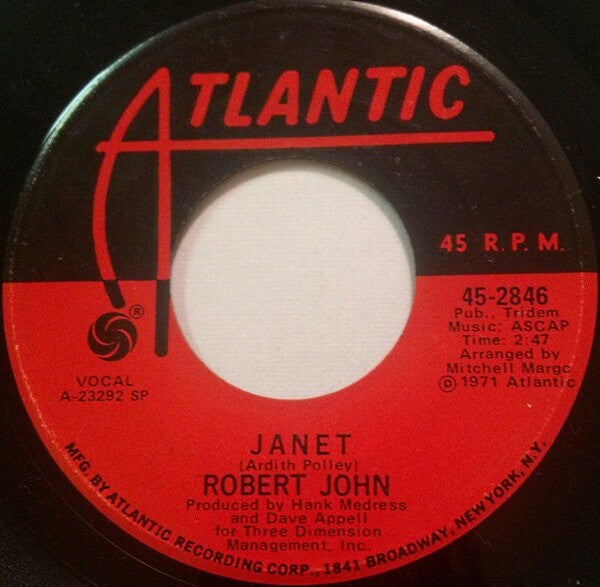 ATLANTIC
45 R.P.M.
45-2846
Pub., Tridem
Music; ASCAP
Time: 2:47
Arranged by
Mitchell Margo
℗ 1971 Atlantic
®
VOCAL
A-23292 SP
JANET
(Ardith Polley)
ROBERT JOHN
Produced by Hank Medress
and Dave Appell
for Three Dimension
Management, Inc.
MFG. BY ATLANTIC RECORDING CORP., 1841 BROADWAY, NEW YORK, N.Y.